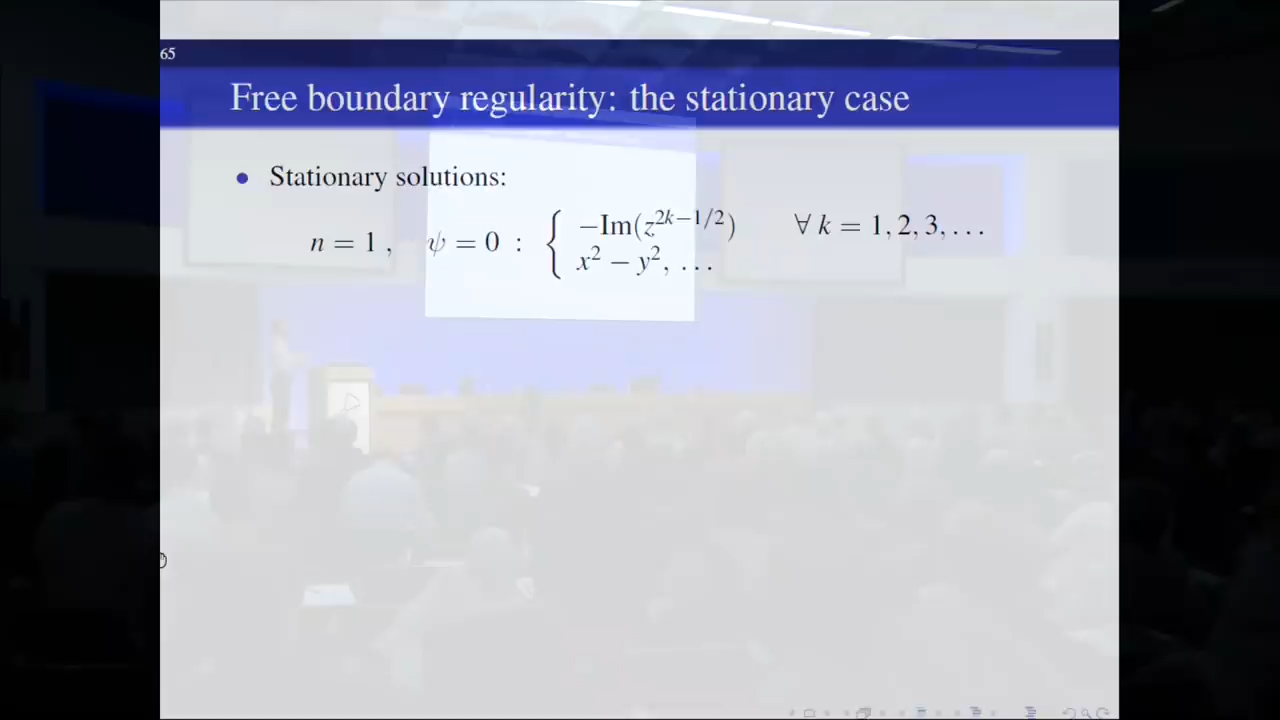 65
Free boundary regularity: the stationary case
• Stationary solutions:
n = 1 ,  ψ = 0 : { −Im(z^{2k−1/2})  ∀ k = 1, 2, 3, …
x² − y², …